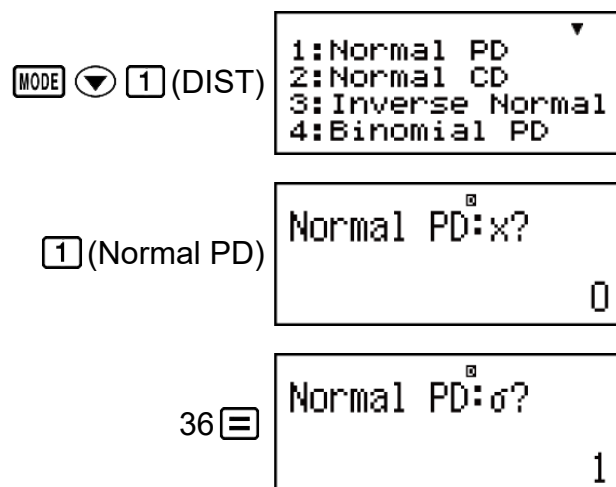 MODE ▼ 1 (DIST)
▼
1:Normal PD
2:Normal CD
3:Inverse Normal
4:Binomial PD
1 (Normal PD)
D
Normal PD:x?
0
36 =
D
Normal PD:σ?
1